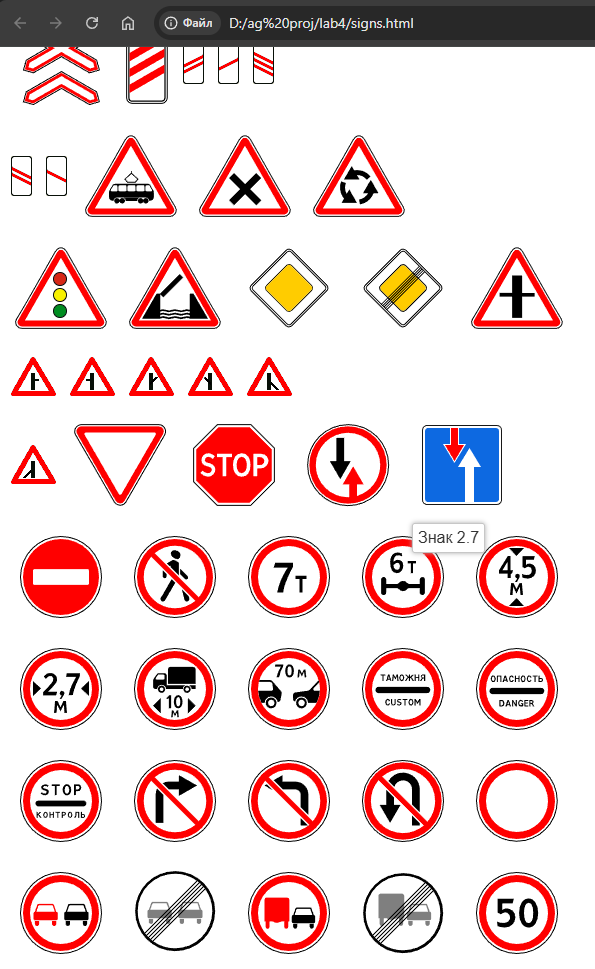 Файл
D:/ag%20proj/lab4/signs.html
STOP
Знак 2.7
7т
6т
4,5
м
2,7
м
10
м
70 м
ТАМОЖНЯ
CUSTOM
ОПАСНОСТЬ
DANGER
STOP
КОНТРОЛЬ
50